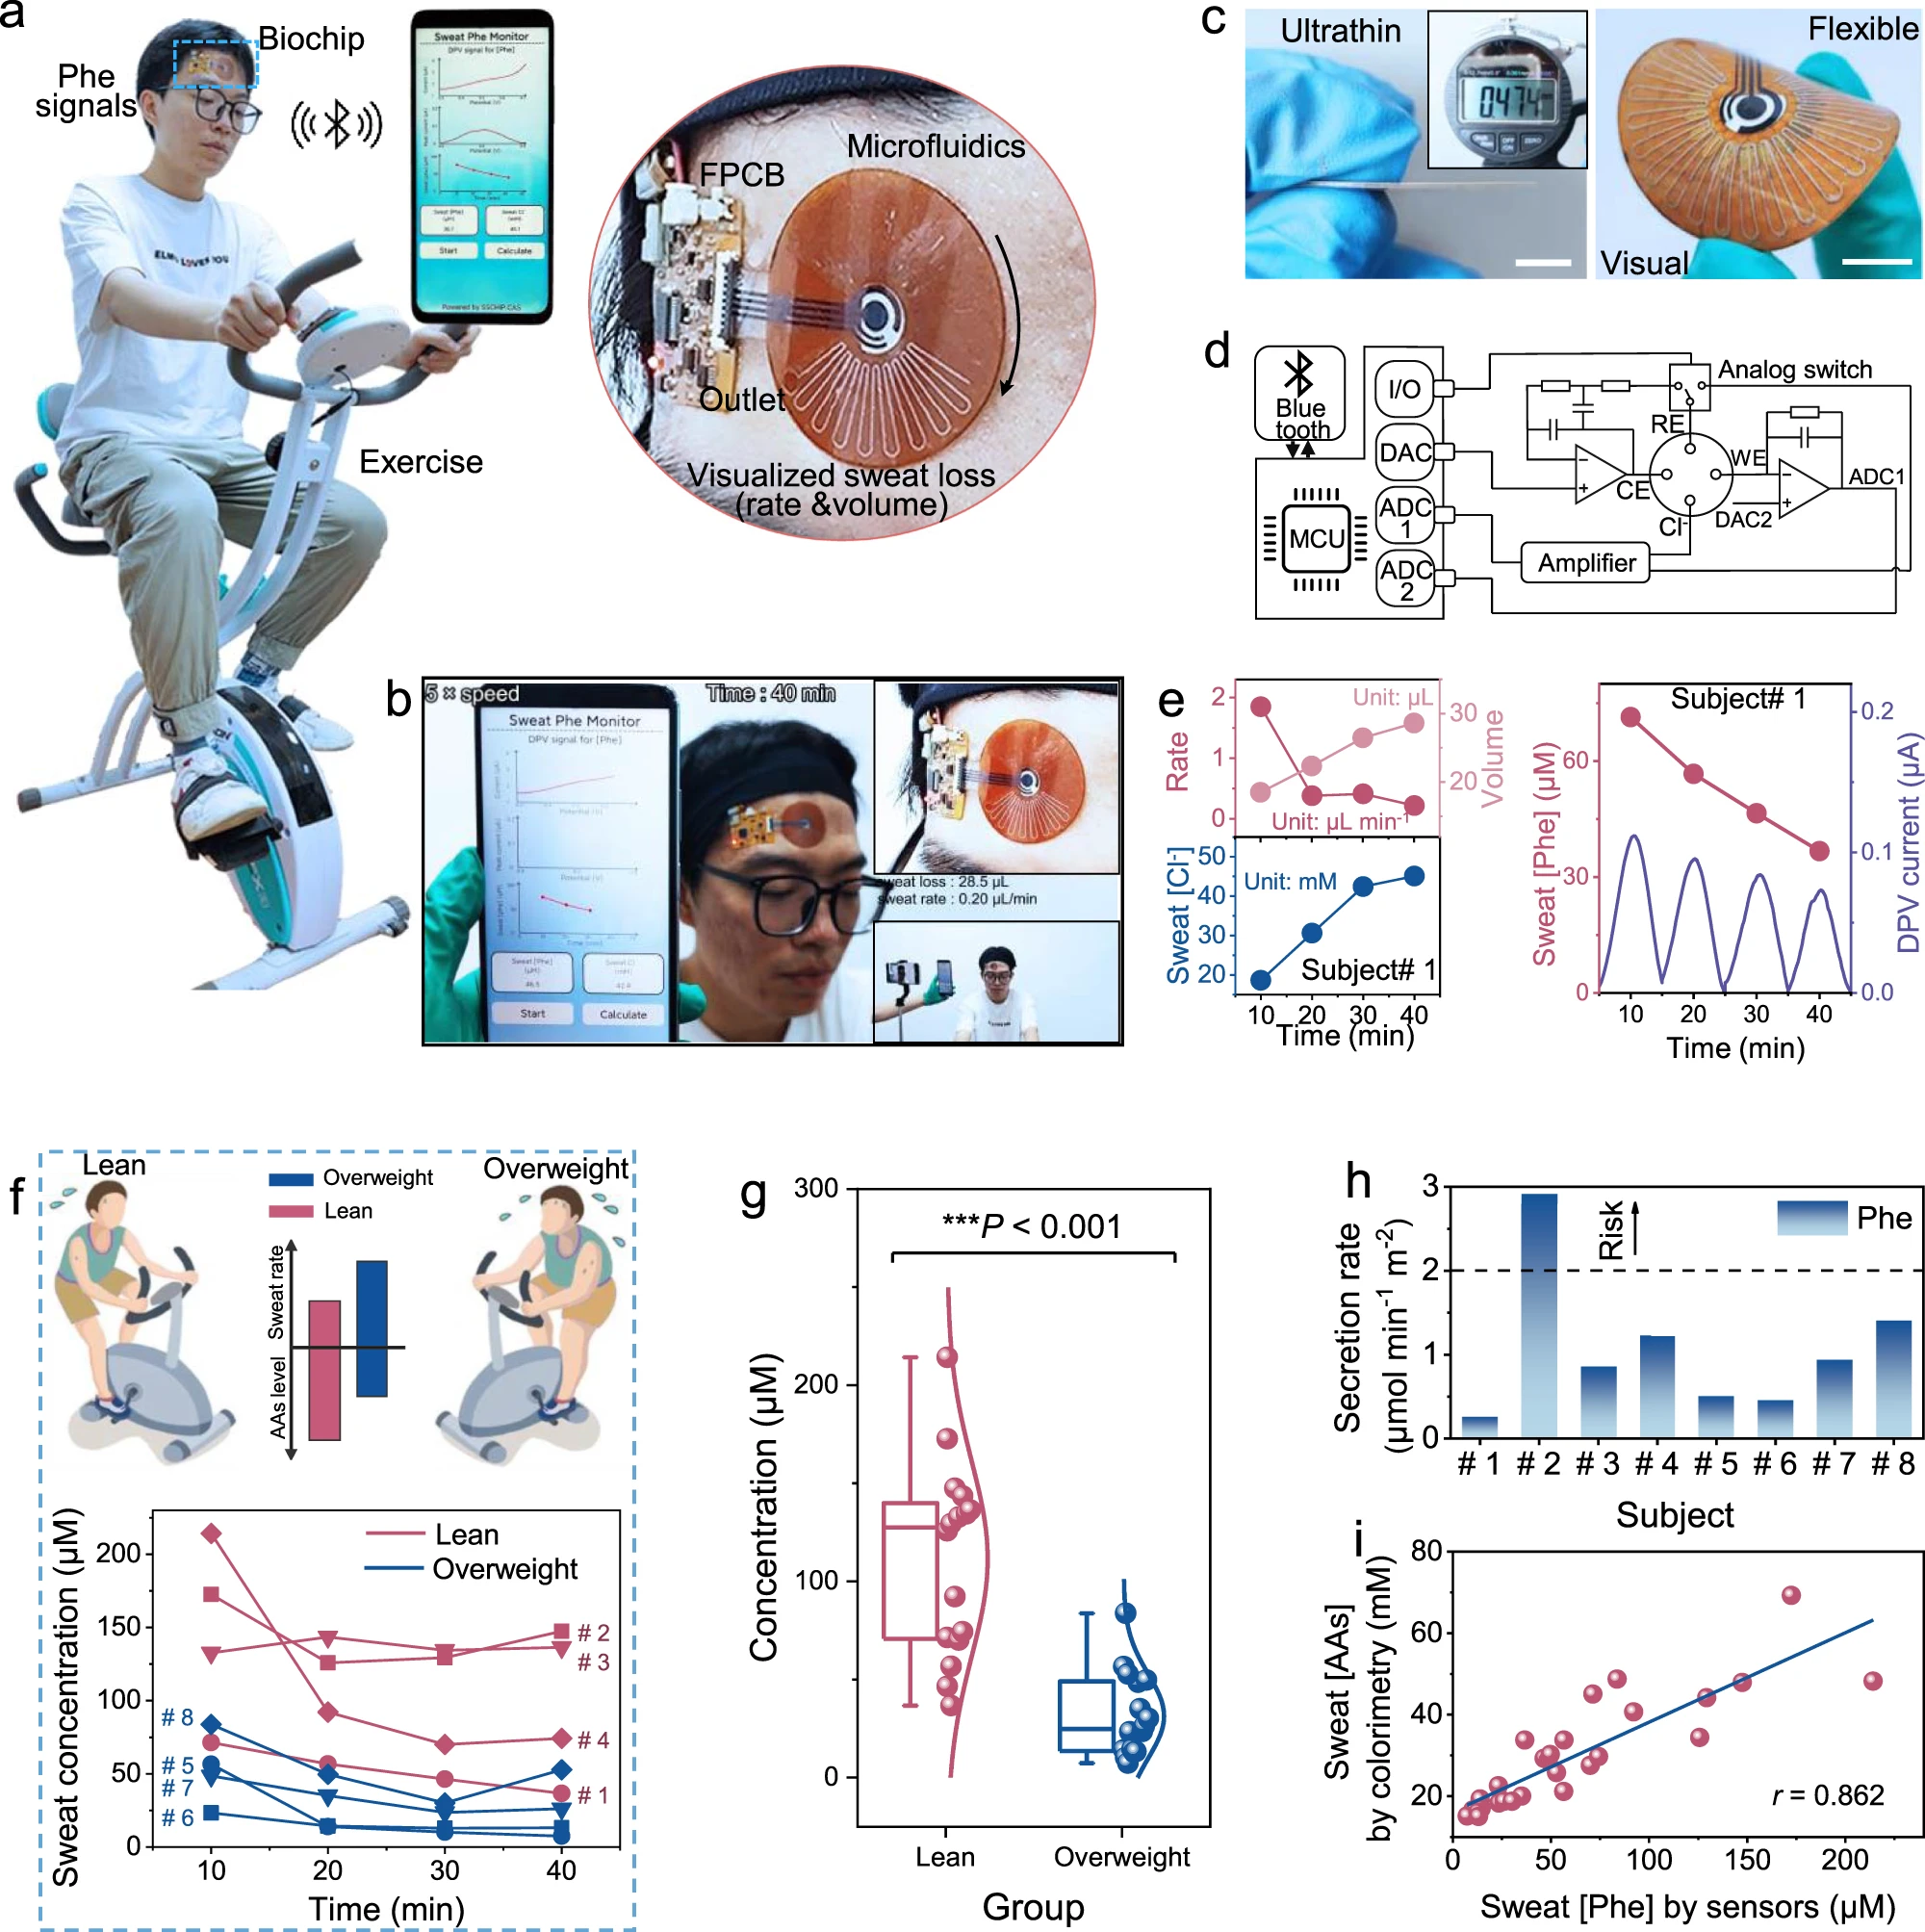 a
Biochip
Phe
signals
Exercise
Sweat Phe Monitor
DPV signal for [Phe]
Start
Calculate
Powered by SSCHIP.CAS
Microfluidics
FPCB
Outlet
Visualized sweat loss
(rate &volume)
b
5 × speed
Time : 40 min
Sweat Phe Monitor
DPV signal for [Phe]
Potential (V)
Potential (V)
Sweat [Phe]
(μM)
Start
Calculate
sweat loss : 28.5 μL
sweat rate : 0.20 μL/min
c
Ultrathin
Flexible
Visual
d
Blue
tooth
MCU
I/O
DAC
ADC
1
ADC
2
Analog switch
RE
WE
CE
Cl-
DAC2
ADC1
Amplifier
e
Rate
2
1
0
Unit: μL
Unit: μL min-1
30
20
Volume
Sweat [Cl-]
50
40
30
20
Unit: mM
Subject# 1
10 20 30 40
Time (min)
Subject# 1
Sweat [Phe] (μM)
60
30
0
0.2
0.1
0.0
DPV current (μA)
10 20 30 40
Time (min)
f
Lean
Overweight
Overweight
Lean
Sweat rate
AAs level
Sweat concentration (μM)
200
150
100
50
0
Lean
Overweight
# 2
# 3
# 8
# 4
# 5
# 7
# 1
# 6
10 20 30 40
Time (min)
g
Concentration (μM)
300
200
100
0
***P < 0.001
Lean Overweight
Group
h
Secretion rate
(μmol min-1 m-2)
3
2
1
0
Risk
Phe
# 1 # 2 # 3 # 4 # 5 # 6 # 7 # 8
Subject
i
Sweat [AAs]
by colorimetry (mM)
80
60
40
20
r = 0.862
0 50 100 150 200
Sweat [Phe] by sensors (μM)